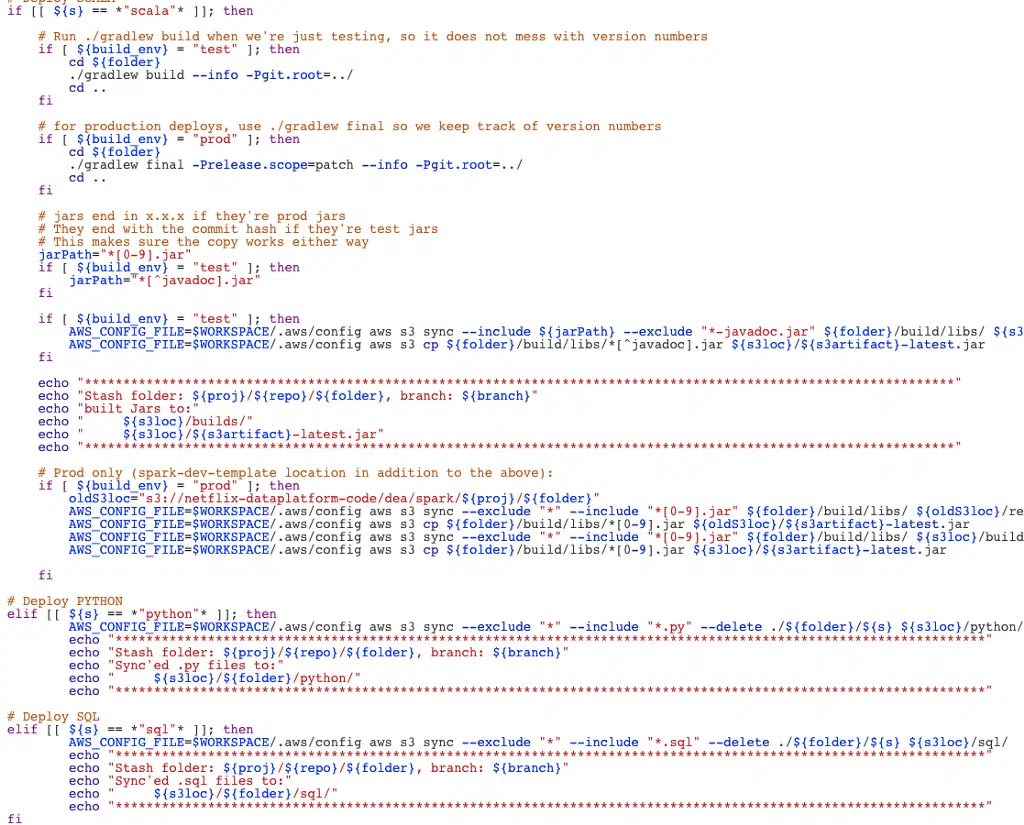 # Deploy SCALA
if [[ ${s} == *"scala"* ]]; then
# Run ./gradlew build when we're just testing, so it does not mess with version numbers
if [ ${build_env} = "test" ]; then
cd ${folder}
./gradlew build --info -Pgit.root=../
cd ..
fi
# for production deploys, use ./gradlew final so we keep track of version numbers
if [ ${build_env} = "prod" ]; then
cd ${folder}
./gradlew final -Prelease.scope=patch --info -Pgit.root=../
cd ..
fi
# jars end in x.x.x if they're prod jars
# They end with the commit hash if they're test jars
# This makes sure the copy works either way
jarPath="*[0-9].jar"
if [ ${build_env} = "test" ]; then
jarPath="*[^javadoc].jar"
fi
if [ ${build_env} = "test" ]; then
AWS_CONFIG_FILE=$WORKSPACE/.aws/config aws s3 sync --include ${jarPath} --exclude "*-javadoc.jar" ${folder}/build/libs/ ${s3
AWS_CONFIG_FILE=$WORKSPACE/.aws/config aws s3 cp ${folder}/build/libs/*[^javadoc].jar ${s3loc}/${s3artifact}-latest.jar
fi
echo "*****************************************************************************************************************"
echo "Stash folder: ${proj}/${repo}/${folder}, branch: ${branch}"
echo "built Jars to:"
echo "     ${s3loc}/builds/"
echo "     ${s3loc}/${s3artifact}-latest.jar"
echo "*****************************************************************************************************************"
# Prod only (spark-dev-template location in addition to the above):
if [ ${build_env} = "prod" ]; then
oldS3loc="s3://netflix-dataplatform-code/dea/spark/${proj}/${folder}"
AWS_CONFIG_FILE=$WORKSPACE/.aws/config aws s3 sync --exclude "*" --include "*[0-9].jar" ${folder}/build/libs/ ${oldS3loc}/re
AWS_CONFIG_FILE=$WORKSPACE/.aws/config aws s3 cp ${folder}/build/libs/*[0-9].jar ${oldS3loc}/${s3artifact}-latest.jar
AWS_CONFIG_FILE=$WORKSPACE/.aws/config aws s3 sync --exclude "*" --include "*[0-9].jar" ${folder}/build/libs/ ${s3loc}/build
AWS_CONFIG_FILE=$WORKSPACE/.aws/config aws s3 cp ${folder}/build/libs/*[0-9].jar ${s3loc}/${s3artifact}-latest.jar
fi
# Deploy PYTHON
elif [[ ${s} == *"python"* ]]; then
AWS_CONFIG_FILE=$WORKSPACE/.aws/config aws s3 sync --exclude "*" --include "*.py" --delete ./${folder}/${s} ${s3loc}/python/
echo "*****************************************************************************************************************"
echo "Stash folder: ${proj}/${repo}/${folder}, branch: ${branch}"
echo "Sync'ed .py files to:"
echo "     ${s3loc}/${folder}/python/"
echo "*****************************************************************************************************************"
# Deploy SQL
elif [[ ${s} == *"sql"* ]]; then
AWS_CONFIG_FILE=$WORKSPACE/.aws/config aws s3 sync --exclude "*" --include "*.sql" --delete ./${folder}/${s} ${s3loc}/sql/
echo "*****************************************************************************************************************"
echo "Stash folder: ${proj}/${repo}/${folder}, branch: ${branch}"
echo "Sync'ed .sql files to:"
echo "     ${s3loc}/${folder}/sql/"
echo "*****************************************************************************************************************"
fi